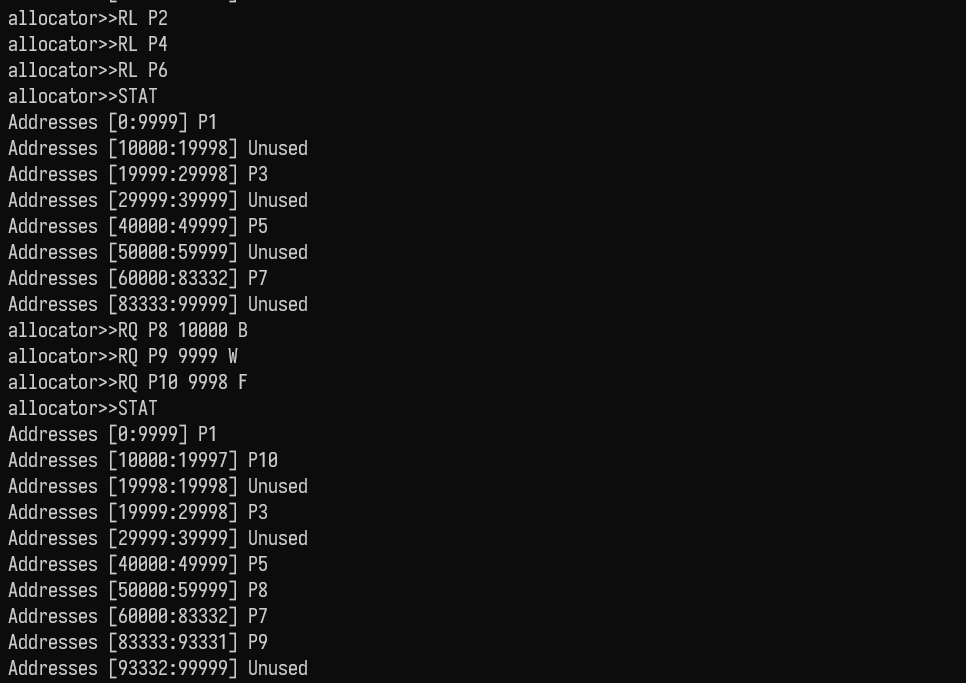 allocator>>RL P2
allocator>>RL P4
allocator>>RL P6
allocator>>STAT
Addresses [0:9999] P1
Addresses [10000:19998] Unused
Addresses [19999:29998] P3
Addresses [29999:39999] Unused
Addresses [40000:49999] P5
Addresses [50000:59999] Unused
Addresses [60000:83332] P7
Addresses [83333:99999] Unused
allocator>>RQ P8 10000 B
allocator>>RQ P9 9999 W
allocator>>RQ P10 9998 F
allocator>>STAT
Addresses [0:9999] P1
Addresses [10000:19997] P10
Addresses [19998:19998] Unused
Addresses [19999:29998] P3
Addresses [29999:39999] Unused
Addresses [40000:49999] P5
Addresses [50000:59999] P8
Addresses [60000:83332] P7
Addresses [83333:93331] P9
Addresses [93332:99999] Unused